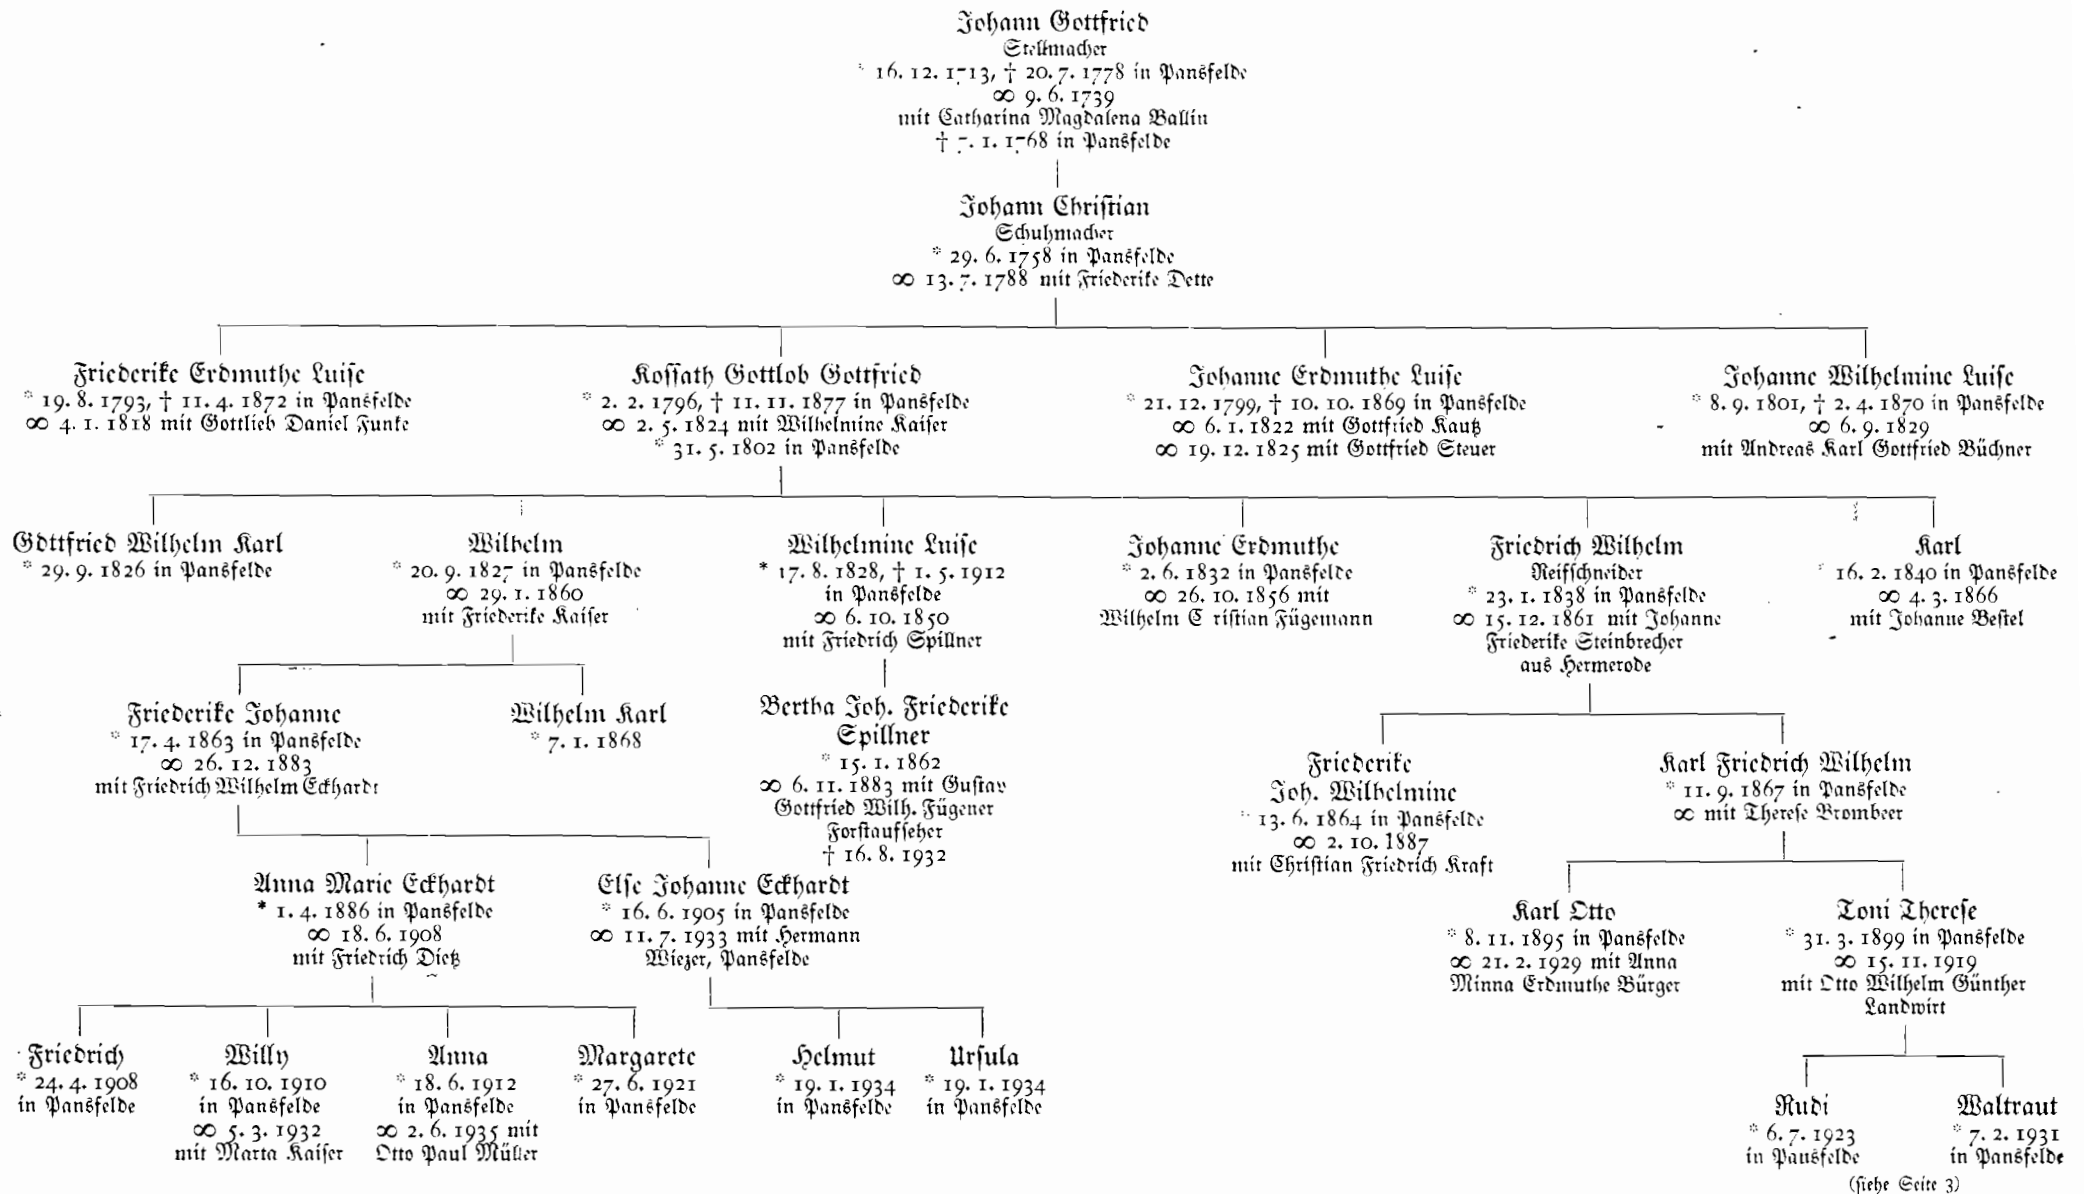 Johann Gottfried
Stellmacher
* 16. 12. 1713, † 20. 7. 1778 in Pansfelde
∞ 9. 6. 1739
mit Catharina Magdalena Ballin
† 7. 1. 1768 in Pansfelde
Johann Christian
Schuhmacher
* 29. 6. 1758 in Pansfelde
∞ 13. 7. 1788 mit Friederike Dette
Friederike Erdmuthe Luise
* 19. 8. 1793, † 11. 4. 1872 in Pansfelde
∞ 4. 1. 1818 mit Gottlieb Daniel Funke
Kossath Gottlob Gottfried
* 2. 2. 1796, † 11. 11. 1877 in Pansfelde
∞ 2. 5. 1824 mit Wilhelmine Kaiser
* 31. 5. 1802 in Pansfelde
Johanne Erdmuthe Luise
* 21. 12. 1799, † 10. 10. 1869 in Pansfelde
∞ 6. 1. 1822 mit Gottfried Kautz
∞ 19. 12. 1825 mit Gottfried Steuer
Johanne Wilhelmine Luise
* 8. 9. 1801, † 2. 4. 1870 in Pansfelde
∞ 6. 9. 1829
mit Andreas Karl Gottfried Büchner
Gottfried Wilhelm Karl
* 29. 9. 1826 in Pansfelde
Wilhelm
* 20. 9. 1827 in Pansfelde
∞ 29. 1. 1860
mit Friederike Kaiser
Wilhelmine Luise
* 17. 8. 1828, † 1. 5. 1912
in Pansfelde
∞ 6. 10. 1850
mit Friedrich Spillner
Johanne Erdmuthe
* 2. 6. 1832 in Pansfelde
∞ 26. 10. 1856 mit
Wilhelm C ristian Fügemann
Friedrich Wilhelm
Reifschneider
* 23. 1. 1838 in Pansfelde
∞ 15. 12. 1861 mit Johanne
Friederike Steinbrecher
aus Hermerode
Karl
* 16. 2. 1840 in Pansfelde
∞ 4. 3. 1866
mit Johanne Bestel
Friederike Johanne
* 17. 4. 1863 in Pansfelde
∞ 26. 12. 1883
mit Friedrich Wilhelm Eckhardt
Wilhelm Karl
* 7. 1. 1868
Bertha Joh. Friederike
Spillner
* 15. 1. 1862
∞ 6. 11. 1883 mit Gustav
Gottfried Wilh. Fügener
Forstaufseher
† 16. 8. 1932
Friederike
Joh. Wilhelmine
* 13. 6. 1864 in Pansfelde
∞ 2. 10. 1887
mit Christian Friedrich Kraft
Karl Friedrich Wilhelm
* 11. 9. 1867 in Pansfelde
∞ mit Therese Brombeer
Anna Marie Eckhardt
* 1. 4. 1886 in Pansfelde
∞ 18. 6. 1908
mit Friedrich Dietz
Else Johanne Eckhardt
* 16. 6. 1905 in Pansfelde
∞ 11. 7. 1933 mit Hermann
Wiezer, Pansfelde
Karl Otto
* 8. 11. 1895 in Pansfelde
∞ 21. 2. 1929 mit Anna
Minna Erdmuthe Bürger
Toni Therese
* 31. 3. 1899 in Pansfelde
∞ 15. 11. 1919
mit Otto Wilhelm Günther
Landwirt
Friedrich
* 24. 4. 1908
in Pansfelde
Willy
* 16. 10. 1910
in Pansfelde
∞ 5. 3. 1932
mit Marta Kaiser
Anna
* 18. 6. 1912
in Pansfelde
∞ 2. 6. 1935 mit
Otto Paul Müller
Margarete
* 27. 6. 1921
in Pansfelde
Helmut
* 19. 1. 1934
in Pansfelde
Ursula
* 19. 1. 1934
in Pansfelde
Rudi
* 6. 7. 1923
in Pansfelde
Waltraut
* 7. 2. 1931
in Pansfelde
(siehe Seite 3)